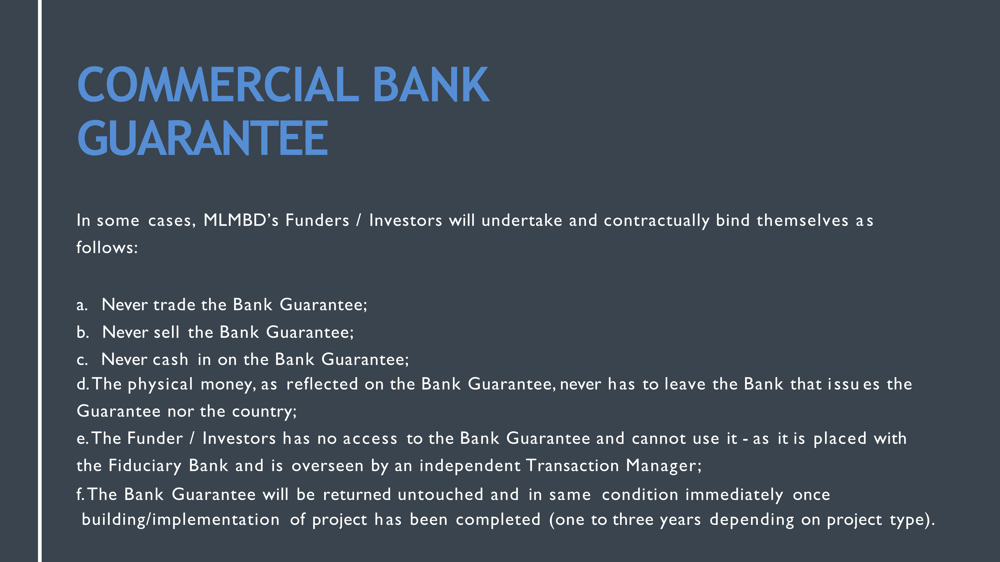 COMMERCIAL BANK
GUARANTEE
In some cases, MLMBD’s Funders / Investors will undertake and contractually bind themselves as
follows:
a. Never trade the Bank Guarantee;
b. Never sell the Bank Guarantee;
c. Never cash in on the Bank Guarantee;
d. The physical money, as reflected on the Bank Guarantee, never has to leave the Bank that issues the
Guarantee nor the country;
e. The Funder / Investors has no access to the Bank Guarantee and cannot use it - as it is placed with
the Fiduciary Bank and is overseen by an independent Transaction Manager;
f. The Bank Guarantee will be returned untouched and in same condition immediately once
building/implementation of project has been completed (one to three years depending on project type).